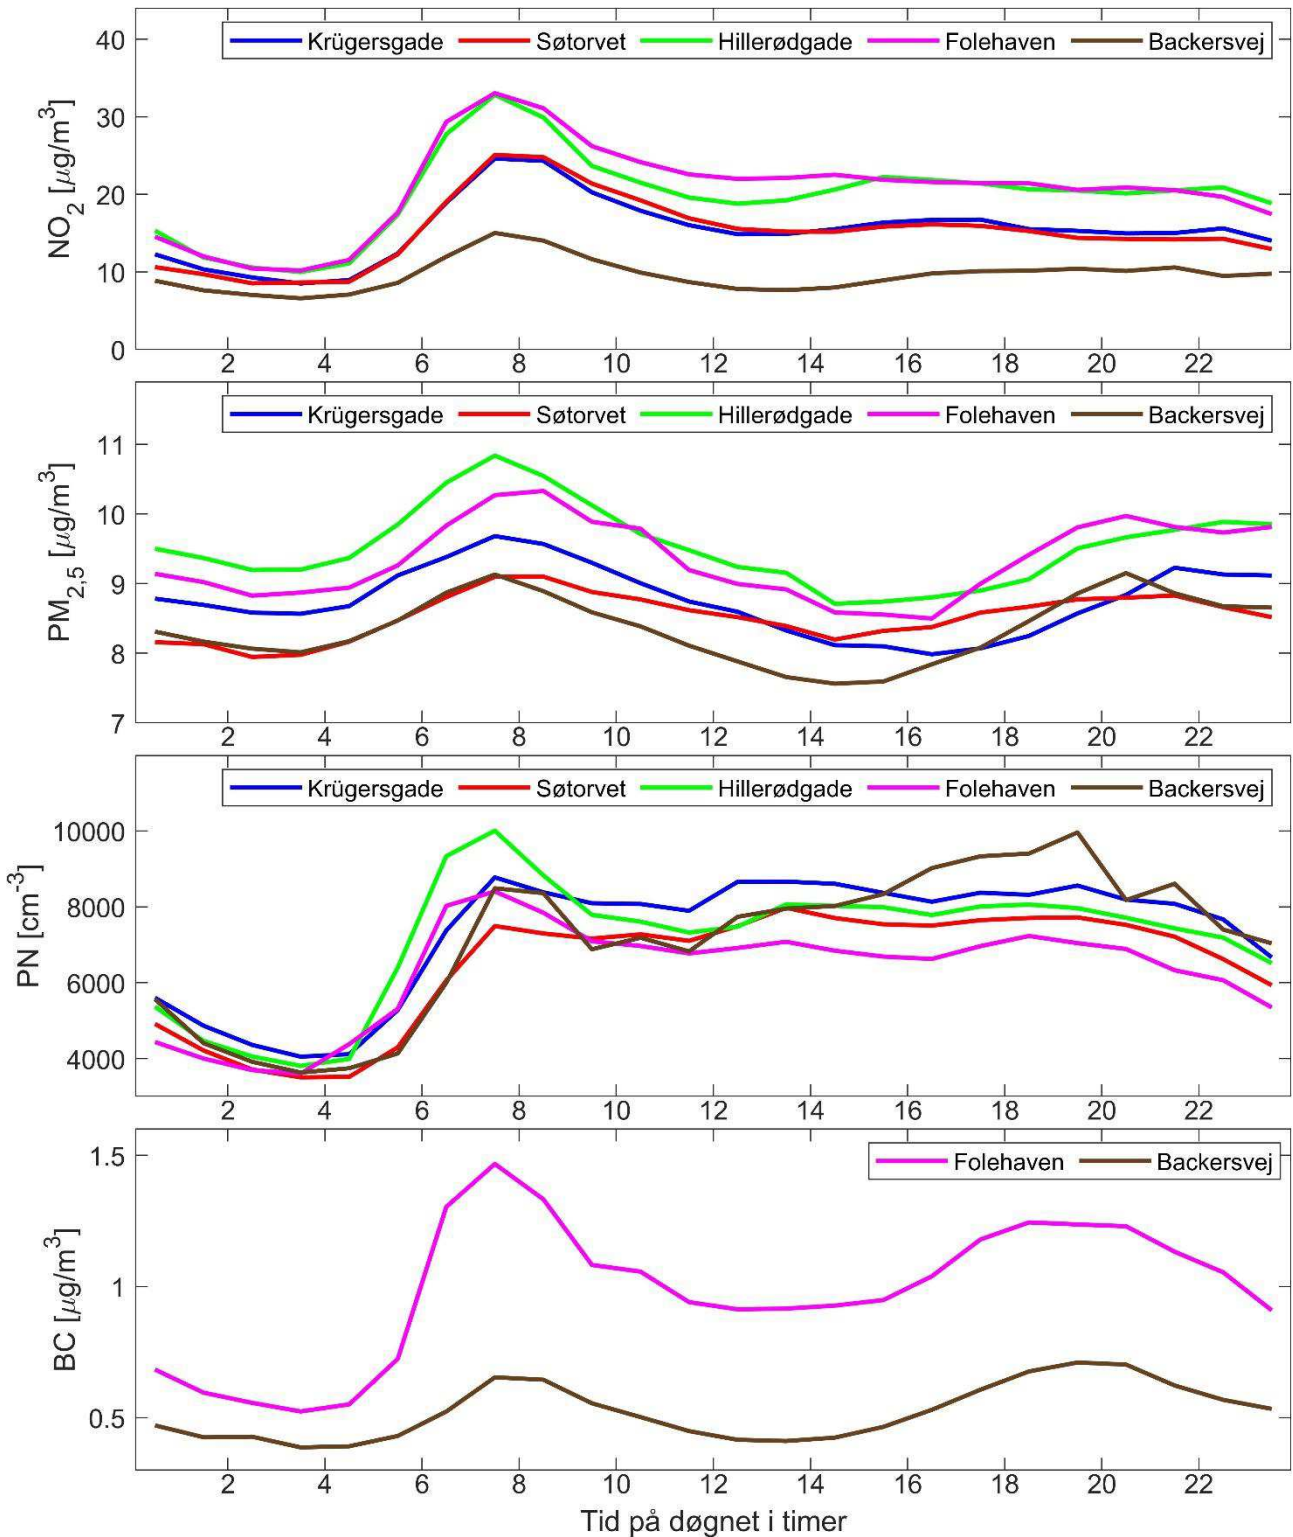 Krügersgade Søtorvet Hillerødgade Folehaven Backersvej
NO2 [μg/m3]
40
30
20
10
0
2 4 6 8 10 12 14 16 18 20 22
Krügersgade Søtorvet Hillerødgade Folehaven Backersvej
PM2,5 [μg/m3]
11
10
9
8
7
2 4 6 8 10 12 14 16 18 20 22
Krügersgade Søtorvet Hillerødgade Folehaven Backersvej
PN [cm-3]
10000
8000
6000
4000
2 4 6 8 10 12 14 16 18 20 22
Folehaven Backersvej
BC [μg/m3]
1.5
1
0.5
2 4 6 8 10 12 14 16 18 20 22
Tid på døgnet i timer